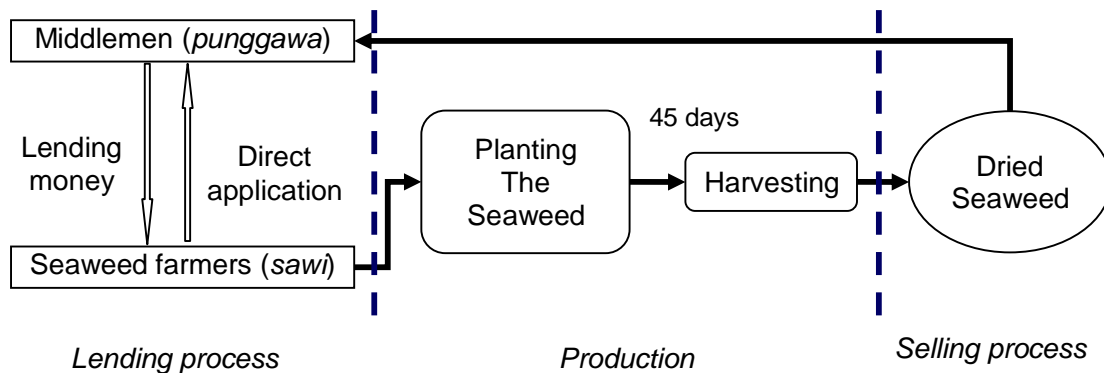 Middlemen (punggawa)
Lending
money
Direct
application
Seaweed farmers (sawi)
Planting
The
Seaweed
45 days
Harvesting
Dried
Seaweed
Lending process
Production
Selling process